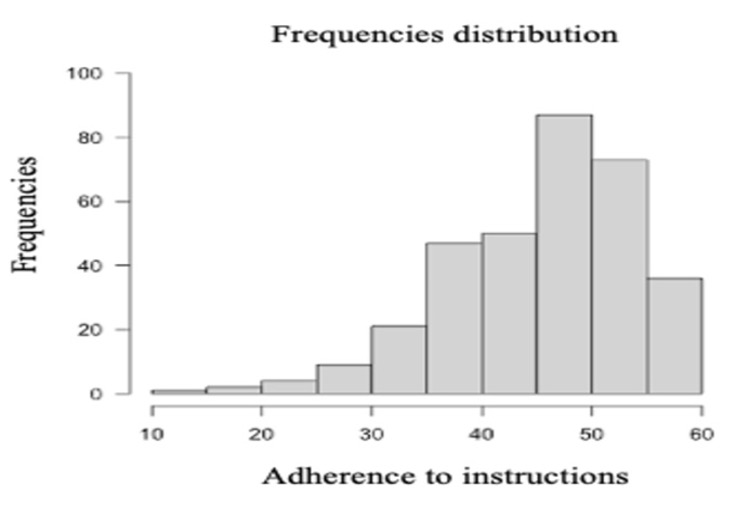 Frequencies distribution
100
80
60
40
20
0
Frequencies
10 20 30 40 50 60
Adherence to instructions